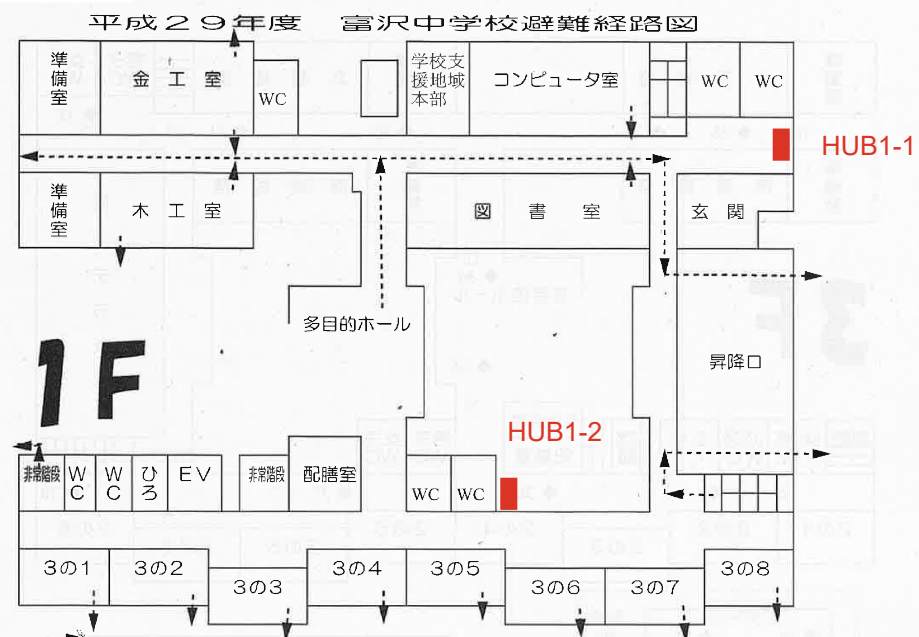 平成２９年度　富沢中学校避難経路図
準備室
金工室
WC
学校支援地域本部
コンピュータ室
WC
WC
HUB1-1
準備室
木工室
図書室
玄関
多目的ホール
1F
昇降口
HUB1-2
非常階段
WC
WC
ひろ
EV
非常階段
配膳室
WC
WC
3の1
3の2
3の3
3の4
3の5
3の6
3の7
3の8